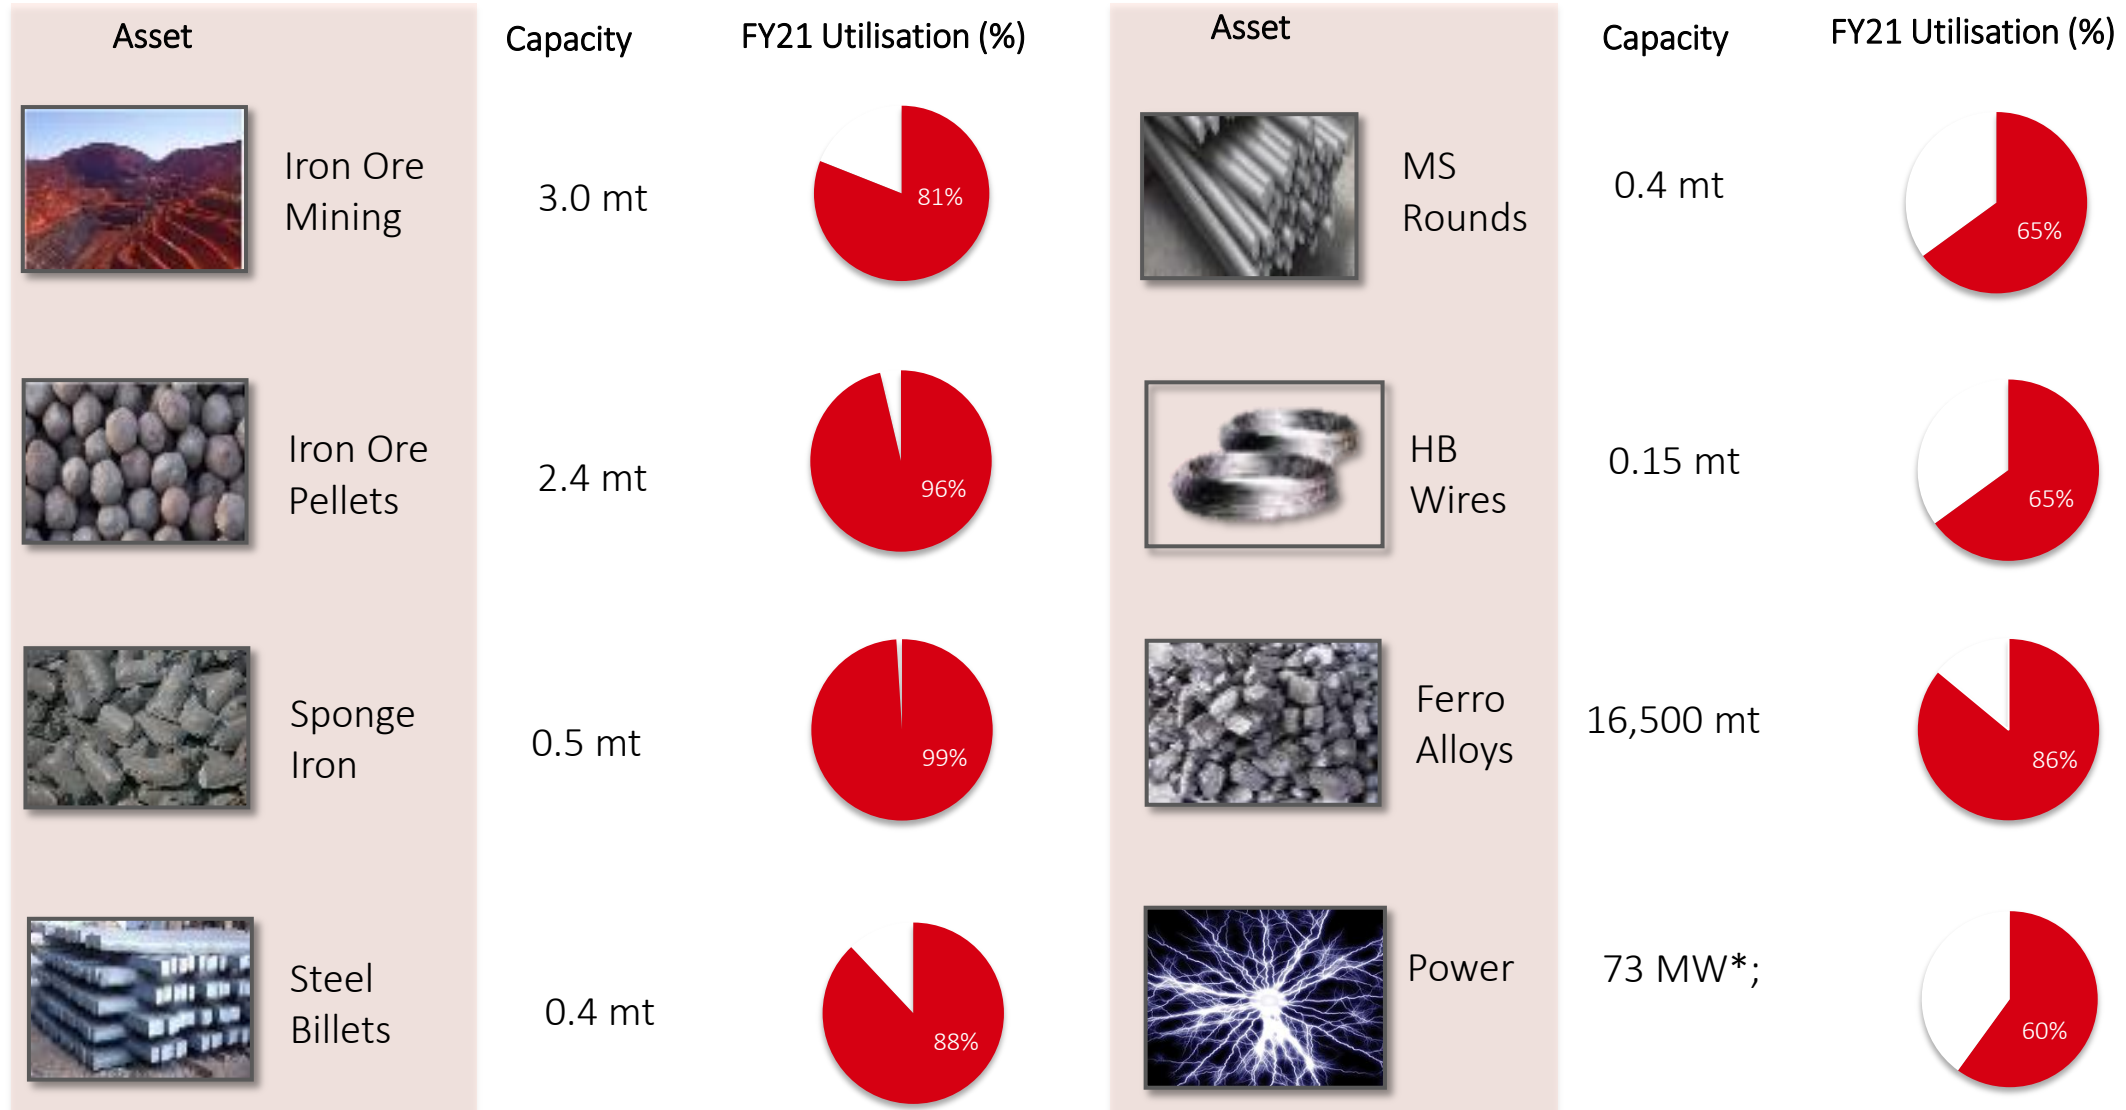 Asset Capacity FY21 Utilisation (%)
Iron Ore
Mining
3.0 mt
81%
Iron Ore
Pellets
2.4 mt
96%
Sponge
Iron
0.5 mt
99%
Steel
Billets
0.4 mt
88%
Asset Capacity FY21 Utilisation (%)
MS
Rounds
0.4 mt
65%
HB
Wires
0.15 mt
65%
Ferro
Alloys
16,500 mt
86%
Power
73 MW*;
60%